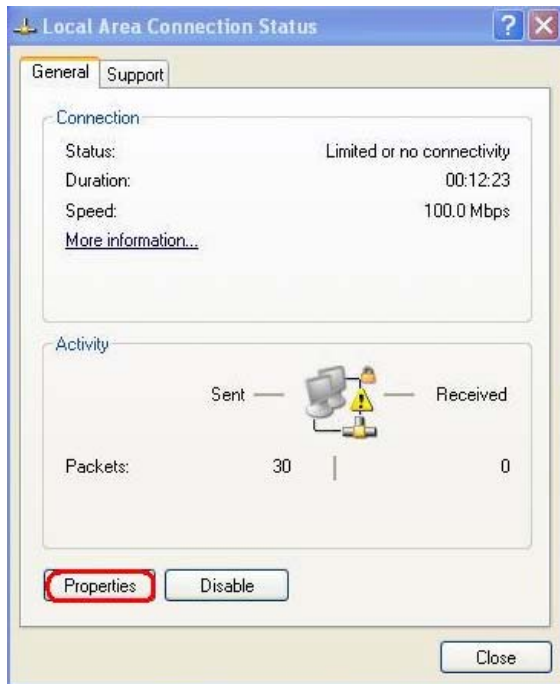 Local Area Connection Status
General Support
Connection
Status: Limited or no connectivity
Duration: 00:12:23
Speed: 100.0 Mbps
More information...
Activity
Sent Received
Packets: 30 0
Properties Disable
Close